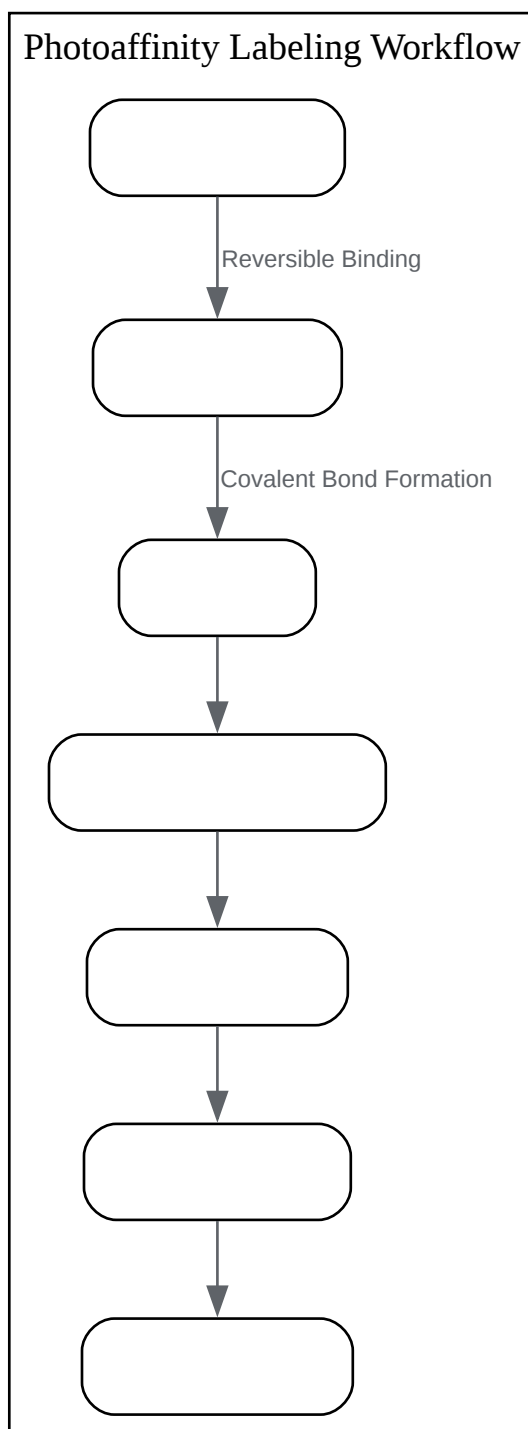 Photoaffinity Labeling Workflow
Reversible Binding
Covalent Bond Formation